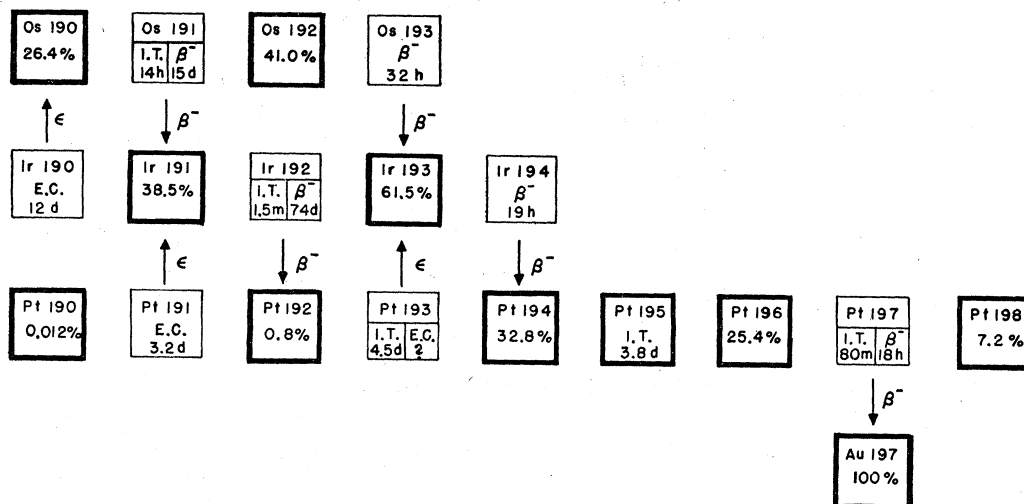 Os 190
26.4%
Os 191
I.T. β⁻
14h 15d
Os 192
41.0%
Os 193
β⁻
32 h
ϵ
β⁻
β⁻
Ir 190
E.C.
12 d
Ir 191
38.5%
Ir 192
I.T. β⁻
1.5m 74d
Ir 193
61.5%
Ir 194
β⁻
19h
ϵ
β⁻
ϵ
β⁻
Pt 190
0.012%
Pt 191
E.C.
3.2d
Pt 192
0.8%
Pt 193
I.T. E.C.
4.5d ?
Pt 194
32.8%
Pt 195
I.T.
3.8 d
Pt 196
25.4%
Pt 197
I.T. β⁻
80m 18h
Pt 198
7.2 %
β⁻
Au 197
100%